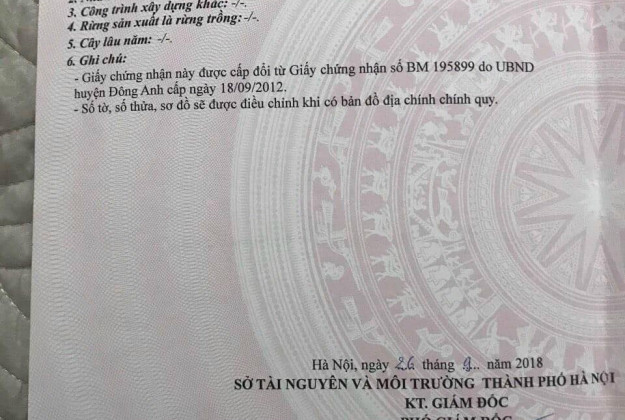 3. Công trình xây dựng khác: -/-.
4. Rừng sản xuất là rừng trồng: -/-.
5. Cây lâu năm: -/-.
6. Ghi chú:
- Giấy chứng nhận này được cấp đổi từ Giấy chứng nhận số BM 195899 do UBND
huyện Đông Anh cấp ngày 18/09/2012.
- Số tờ, số thửa, sơ đồ sẽ được điều chỉnh khi có bản đồ địa chính chính quy.
Hà Nội, ngày 26 tháng 9.. năm 2018
SỞ TÀI NGUYÊN VÀ MÔI TRƯỜNG THÀNH PHỐ HÀ NỘI
KT. GIÁM ĐỐC
PHÓ GIÁM ĐỐC